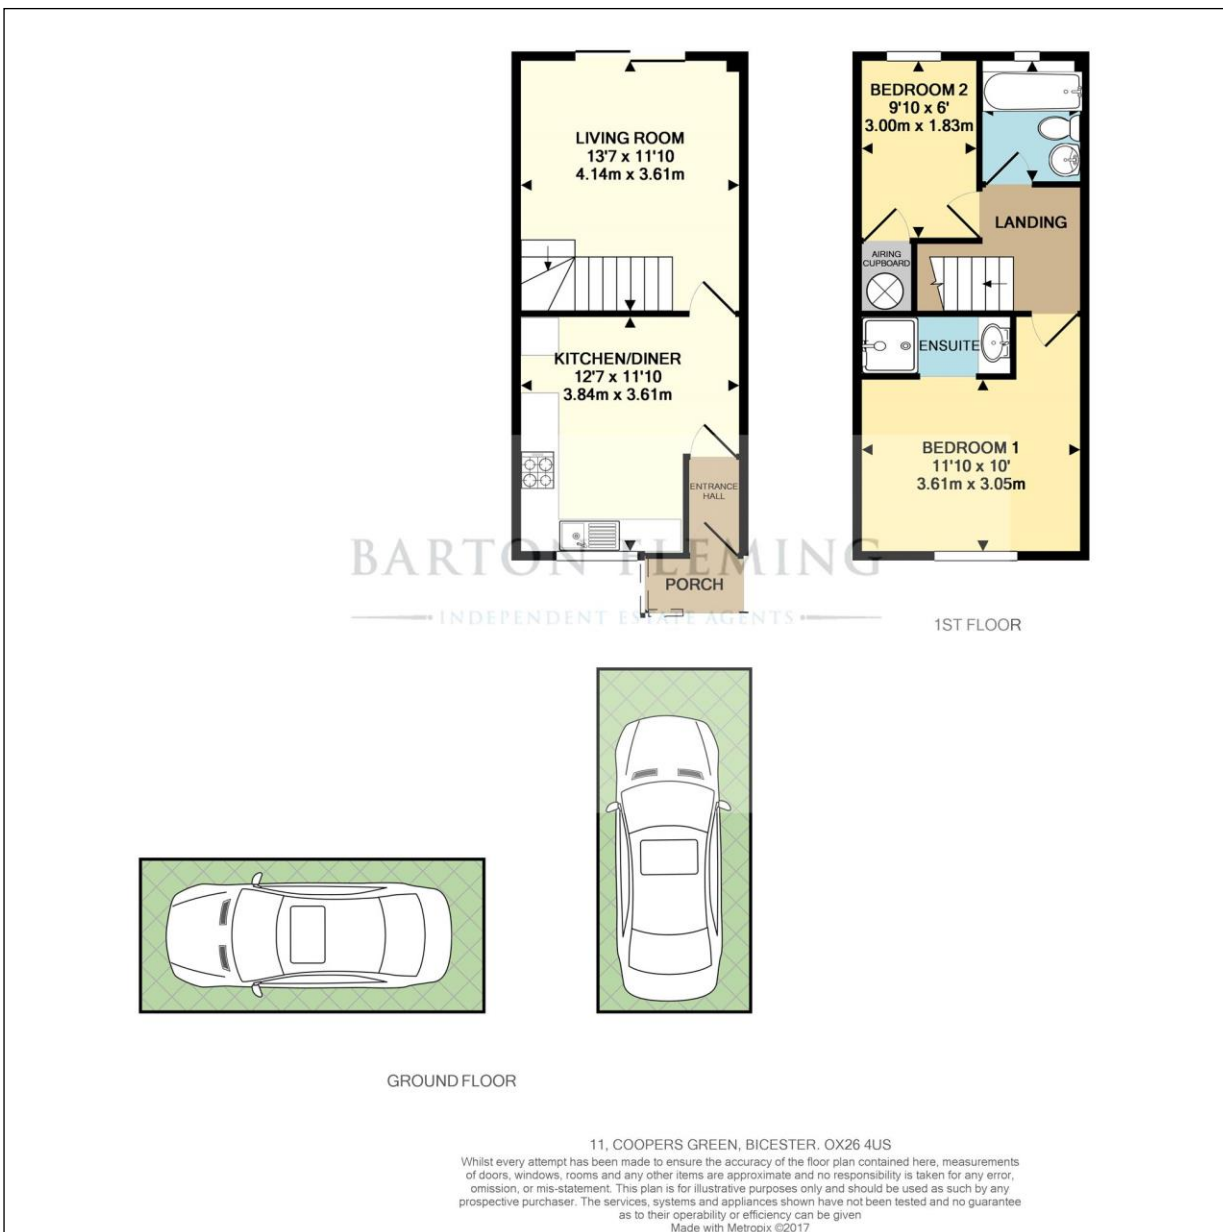 LIVING ROOM
13'7 x 11'10
4.14m x 3.61m
KITCHEN/DINER
12'7 x 11'10
3.84m x 3.61m
ENTRANCE
HALL
PORCH
BEDROOM 2
9'10 x 6'
3.00m x 1.83m
LANDING
AIRING
CUPBOARD
ENSUITE
BEDROOM 1
11'10 x 10'
3.61m x 3.05m
BARTON FLEMING
INDEPENDENT ESTATE AGENTS
1ST FLOOR
GROUND FLOOR
11, COOPERS GREEN, BICESTER. OX26 4US
Whilst every attempt has been made to ensure the accuracy of the floor plan contained here, measurements
of doors, windows, rooms and any other items are approximate and no responsibility is taken for any error,
omission, or mis-statement. This plan is for illustrative purposes only and should be used as such by any
prospective purchaser. The services, systems and appliances shown have not been tested and no guarantee
as to their operability or efficiency can be given
Made with Metropix ©2017